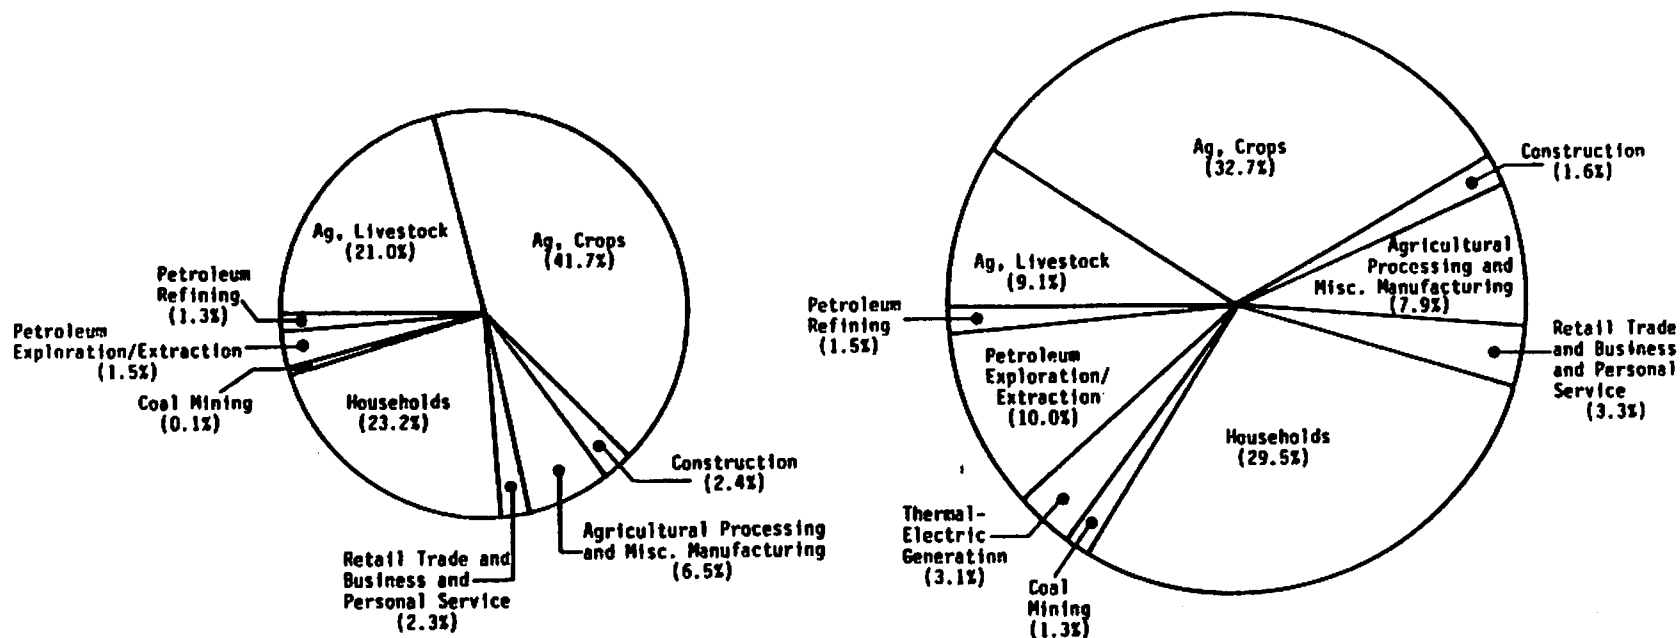 Ag, Livestock
(21.0%)
Ag, Crops
(41.7%)
Petroleum
Refining
(1.3%)
Petroleum
Exploration/Extraction
(1.5%)
Coal Mining
(0.1%)
Households
(23.2%)
Construction
(2.4%)
Agricultural Processing
and Misc. Manufacturing
(6.5%)
Retail Trade and
Business and
Personal Service
(2.3%)
Ag, Crops
(32.7%)
Construction
(1.6%)
Agricultural
Processing and
Misc. Manufacturing
(7.9%)
Ag, Livestock
(9.1%)
Petroleum
Refining
(1.5%)
Retail Trade
and Business
and Personal
Service
(3.3%)
Petroleum
Exploration/
Extraction
(10.0%)
Households
(29.5%)
Thermal-
Electric
Generation
(3.1%)
Coal
Mining
(1.3%)